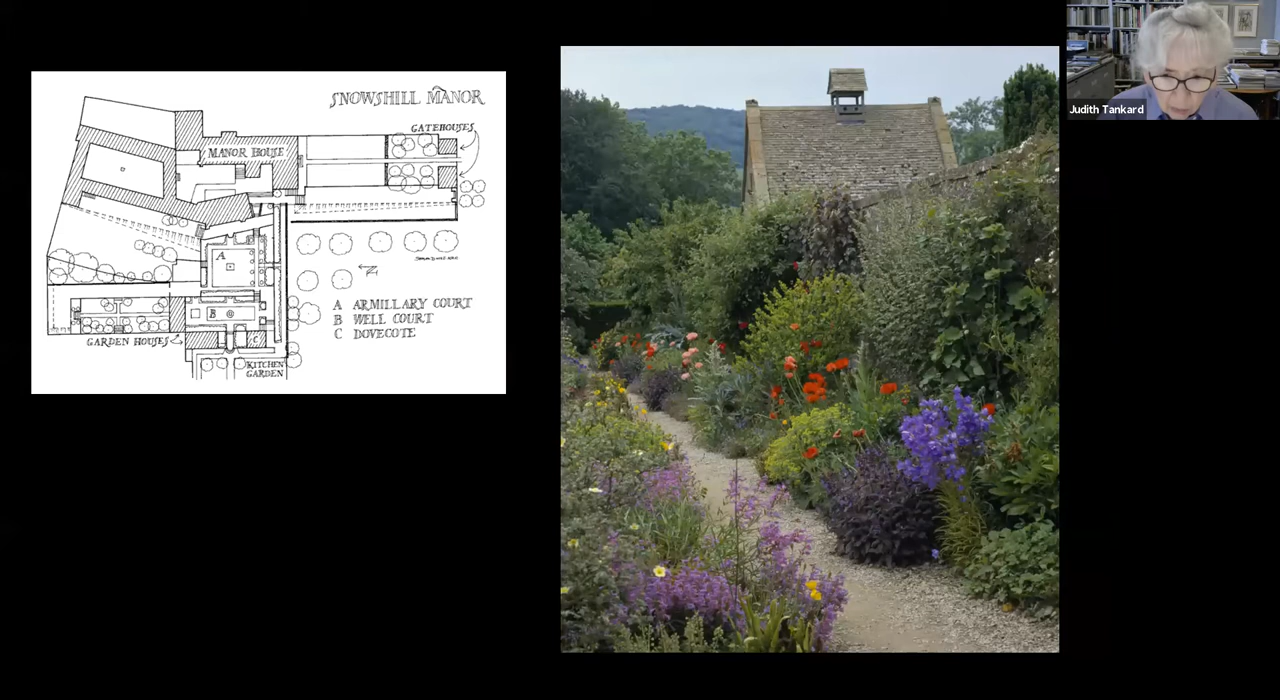 SNOWSHILL MANOR
GATEHOUSES
MANOR HOUSE
A
N
A ARMILLARY COURT
B WELL COURT
C DOVECOTE
B
C
GARDEN HOUSES
KITCHEN
GARDEN
Judith Tankard